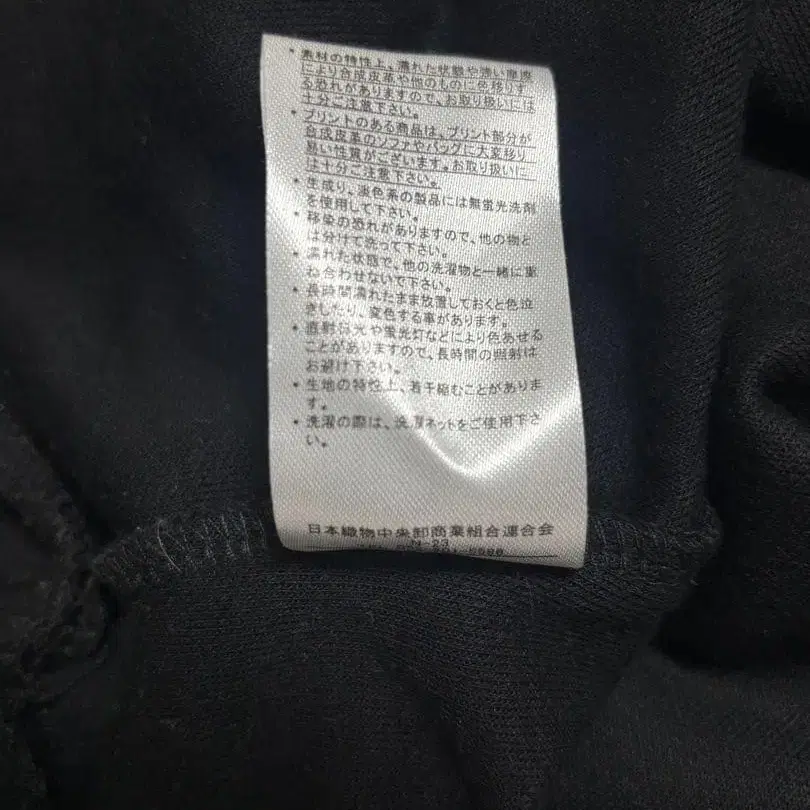 ・素材の特性上、濡れた状態や強い摩擦
により合成皮革や他のものに色移りす
る恐れがありますので、お取り扱いには
十分ご注意下さい。
・プリントのある商品は、プリント部分が
合成皮革のソファやバッグに大変移り
易い性質がございます。お取り扱いに
は十分ご注意下さい。
・生成り、淡色系の製品には無蛍光洗剤
を使用して下さい。
・移染の恐れがありますので、他の物と
は分けて洗って下さい。
・濡れた状態で、他の洗濯物と一緒に重
ね合わせないで下さい。
・長時間濡れたまま放置しておくと色泣
きしたり、変色する事があります。
・直射日光や蛍光灯などにより色あせる
ことがありますので、長時間の照射は
お避け下さい。
・生地の特性上、若干縮むことがありま
す。
・洗濯の際は、洗濯ネットをご使用下さ
い。
日本織物中央卸商業組合連合会
N-23